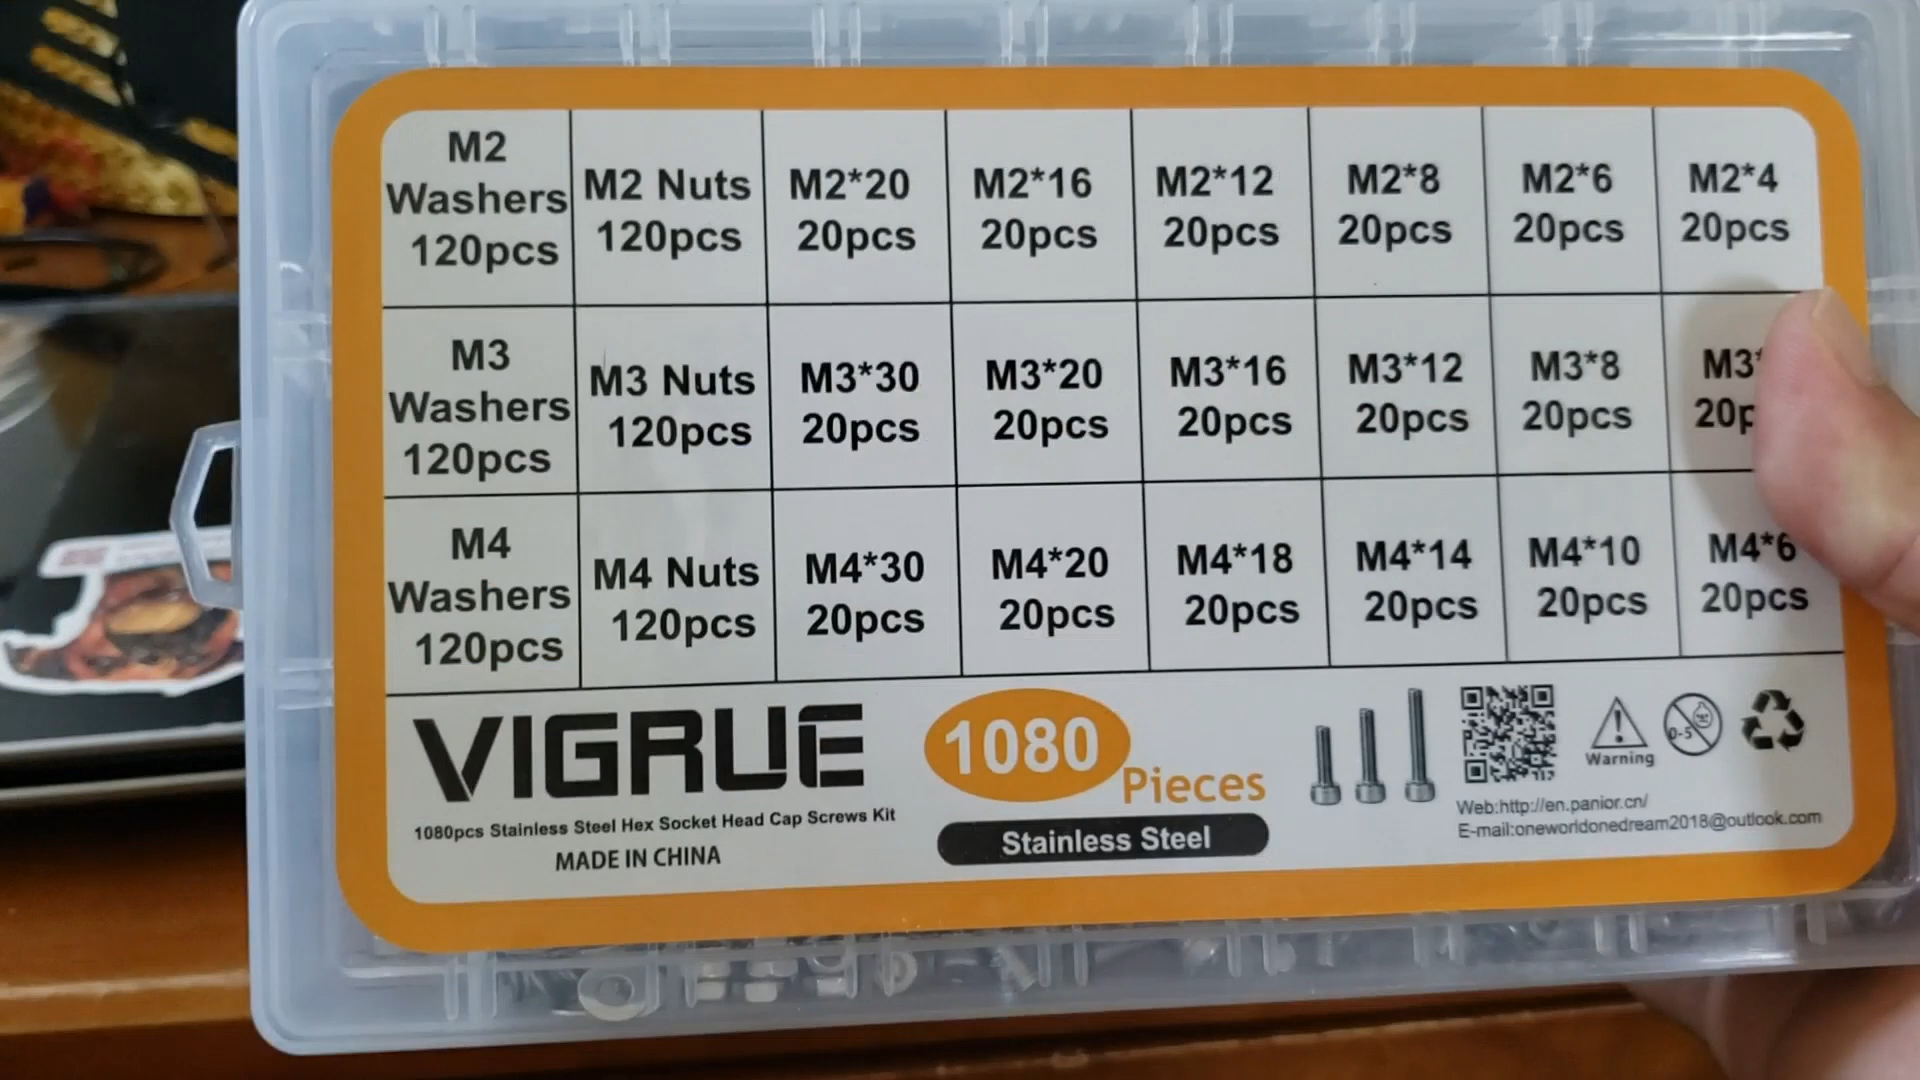 M2 Washers 120pcs
M2 Nuts 120pcs
M2*20 20pcs
M2*16 20pcs
M2*12 20pcs
M2*8 20pcs
M2*6 20pcs
M2*4 20pcs
M3 Washers 120pcs
M3 Nuts 120pcs
M3*30 20pcs
M3*20 20pcs
M3*16 20pcs
M3*12 20pcs
M3*8 20pcs
M3*
M4 Washers 120pcs
M4 Nuts 120pcs
M4*30 20pcs
M4*20 20pcs
M4*18 20pcs
M4*14 20pcs
M4*10 20pcs
M4*6 20pcs
VIGRUE
1080pcs Stainless Steel Hex Socket Head Cap Screws Kit
MADE IN CHINA
1080 Pieces
Stainless Steel
Warning
0-5
Web:http://en.panior.cn/
E-mail:oneworldonedream2018@outlook.com